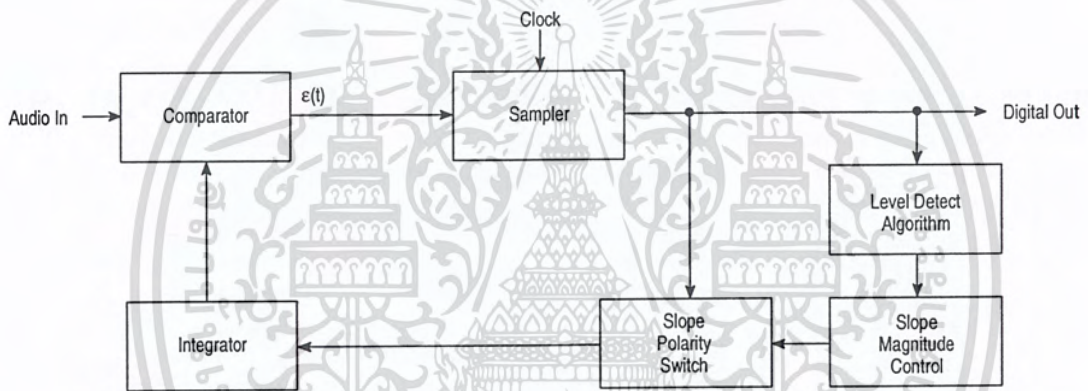 Clock
Audio In
Comparator
ε(t)
Sampler
Digital Out
Level Detect
Algorithm
Integrator
Slope
Polarity
Switch
Slope
Magnitude
Control